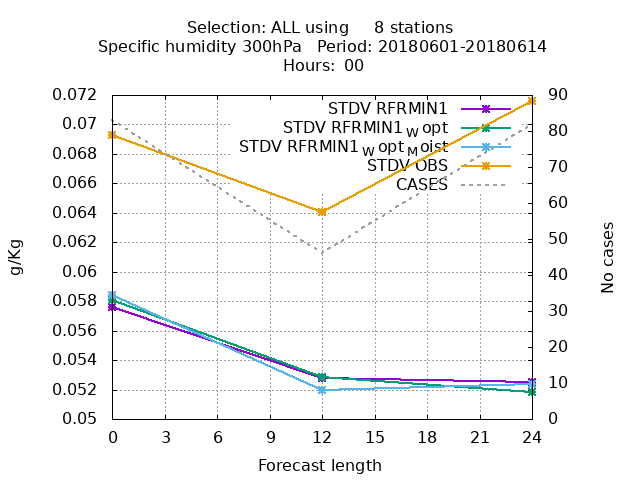 Selection: ALL using     8 stations
Specific humidity 300hPa   Period: 20180601-20180614
Hours: 00
0.072
0.07
0.068
0.066
0.064
0.062
0.06
0.058
0.056
0.054
0.052
0.05
g/Kg
STDV RFRMIN1
STDV RFRMIN1_W opt
STDV RFRMIN1_W opt_M oist
STDV OBS
CASES
90
80
70
60
50
40
30
20
10
0
No cases
0 3 6 9 12 15 18 21 24
Forecast length